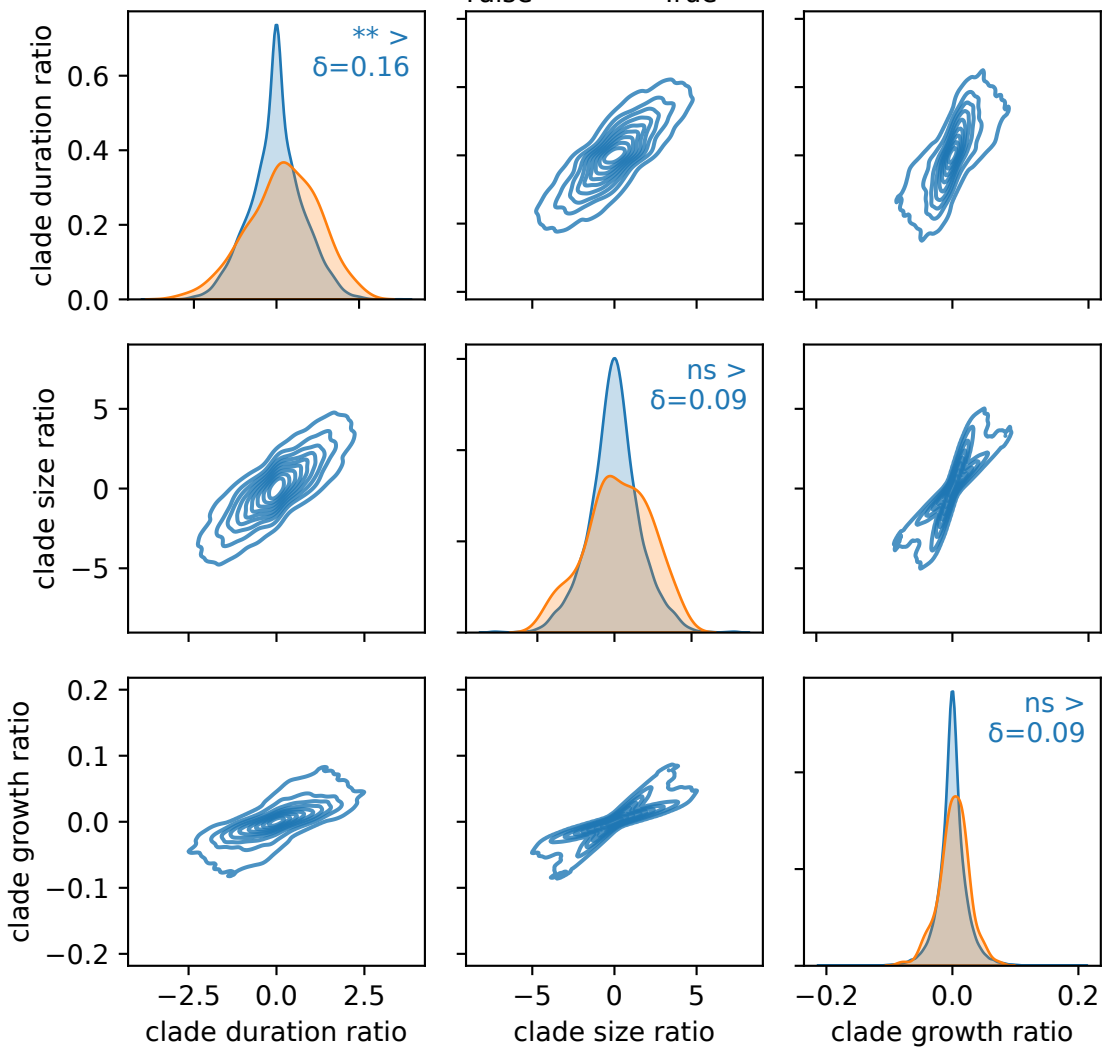 True
clade duration ratio
0.6
0.4
0.2
0.0
** >
δ=0.16
clade size ratio
5
0
−5
ns >
δ=0.09
clade growth ratio
0.2
0.1
0.0
−0.1
−0.2
ns >
δ=0.09
−2.5 0.0 2.5
−5 0 5
−0.2 0.0 0.2
clade duration ratio
clade size ratio
clade growth ratio